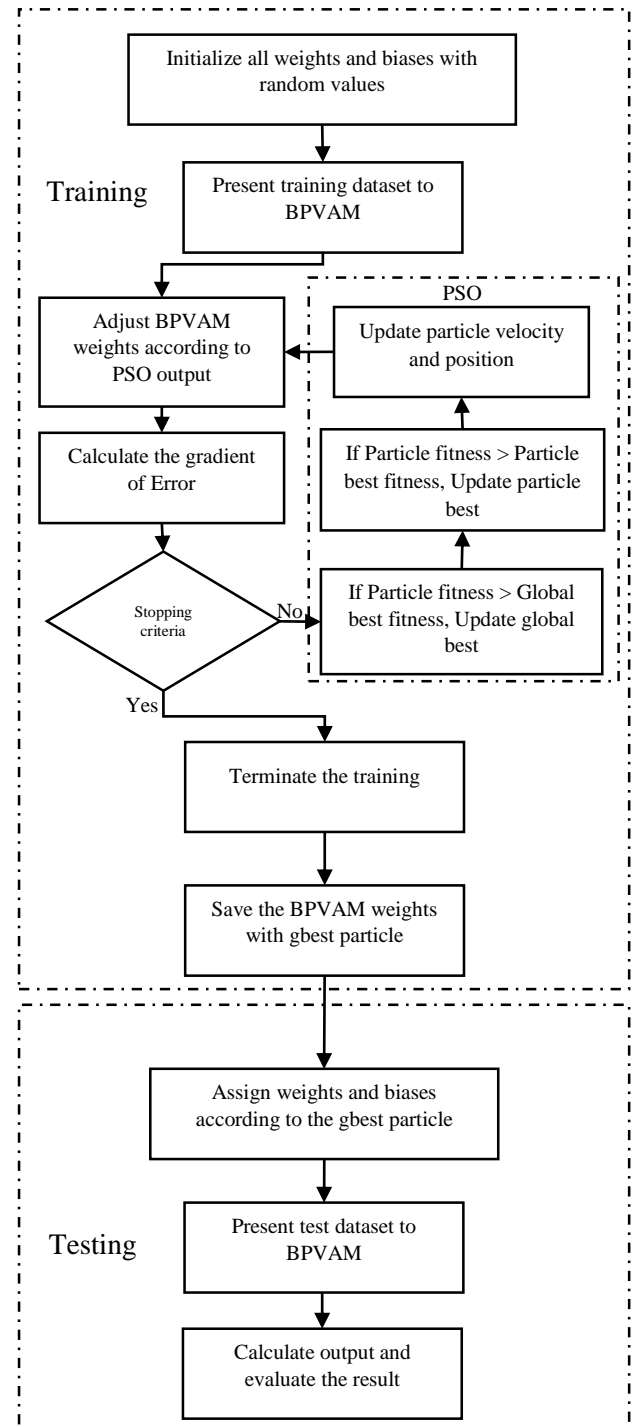 Initialize all weights and biases with
random values
Training
Present training dataset to
BPVAM
PSO
Adjust BPVAM
weights according to
PSO output
Update particle velocity
and position
Calculate the gradient
of Error
If Particle fitness > Particle
best fitness, Update particle
best
Stopping
criteria
No
If Particle fitness > Global
best fitness, Update global
best
Yes
Terminate the training
Save the BPVAM weights
with gbest particle
Assign weights and biases
according to the gbest particle
Testing
Present test dataset to
BPVAM
Calculate output and
evaluate the result